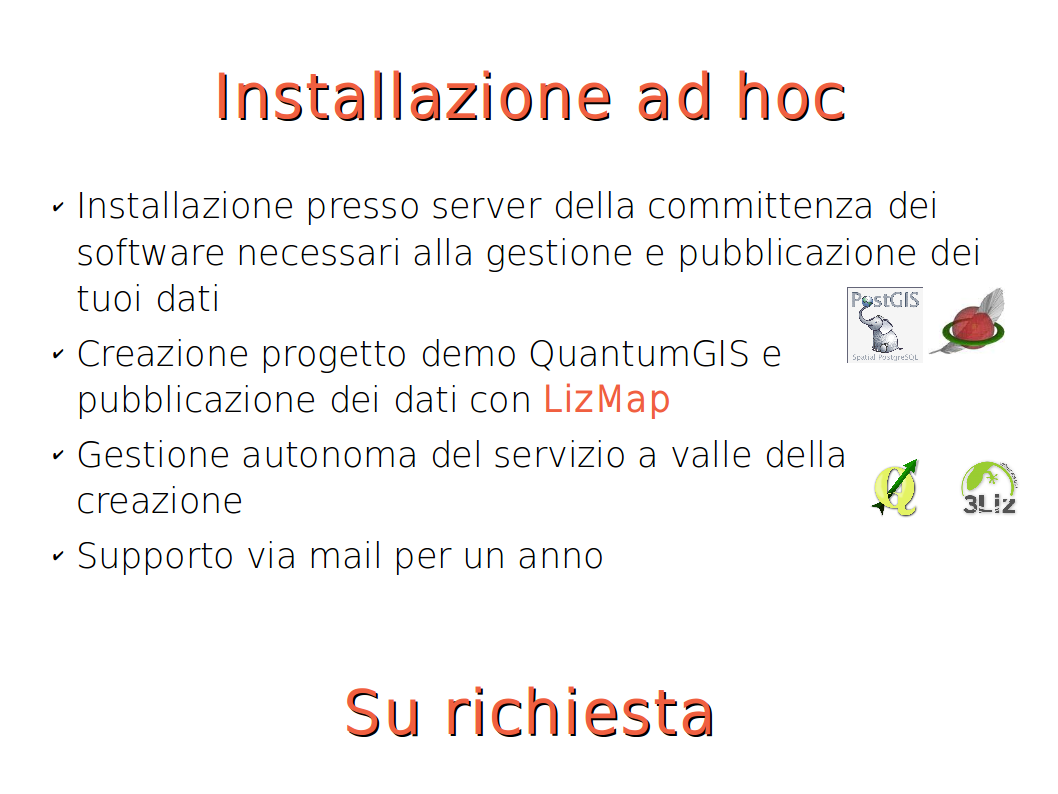 Installazione ad hoc
Installazione presso server della committenza dei
software necessari alla gestione e pubblicazione dei
tuoi dati
PostGIS
Spatial PostgreSQL
Creazione progetto demo QuantumGIS e
pubblicazione dei dati con LizMap
Gestione autonoma del servizio a valle della
creazione
3Liz
Supporto via mail per un anno
Su richiesta